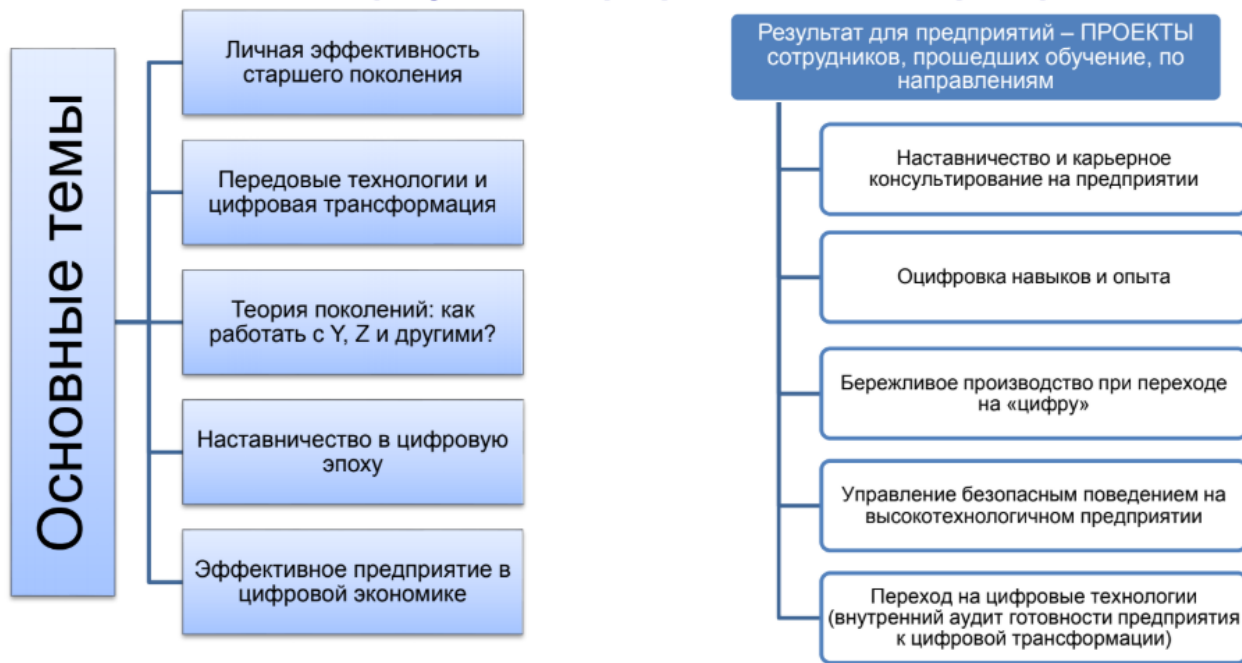 Основные темы
Личная эффективность
старшего поколения
Передовые технологии и
цифровая трансформация
Теория поколений: как
работать с Y, Z и другими?
Наставничество в цифровую
эпоху
Эффективное предприятие в
цифровой экономике
Результат для предприятий – ПРОЕКТЫ
сотрудников, прошедших обучение, по
направлениям
Наставничество и карьерное
консультирование на предприятии
Оцифровка навыков и опыта
Бережливое производство при переходе
на «цифру»
Управление безопасным поведением на
высокотехнологичном предприятии
Переход на цифровые технологии
(внутренний аудит готовности предприятия
к цифровой трансформации)